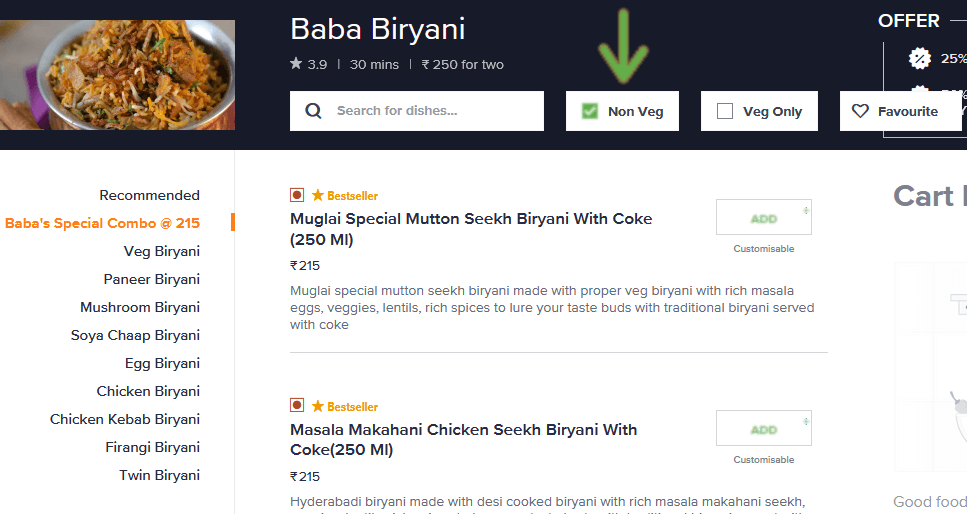 Baba Biryani
OFFER
3.9 | 30 mins | ₹ 250 for two
25%
Search for dishes...
Non Veg
Veg Only
Favourite
Recommended
Baba's Special Combo @ 215
Veg Biryani
Paneer Biryani
Mushroom Biryani
Soya Chaap Biryani
Egg Biryani
Chicken Biryani
Chicken Kebab Biryani
Firangi Biryani
Twin Biryani
Bestseller
Muglai Special Mutton Seekh Biryani With Coke
(250 Ml)
₹215
Muglai special mutton seekh biryani made with proper veg biryani with rich masala
eggs, veggies, lentils, rich spices to lure your taste buds with traditional biryani served
with coke
ADD
+
Customisable
Bestseller
Masala Makahani Chicken Seekh Biryani With
Coke(250 Ml)
₹215
Hyderabadi biryani made with desi cooked biryani with rich masala makahani seekh,
ADD
+
Customisable
Cart
Good food